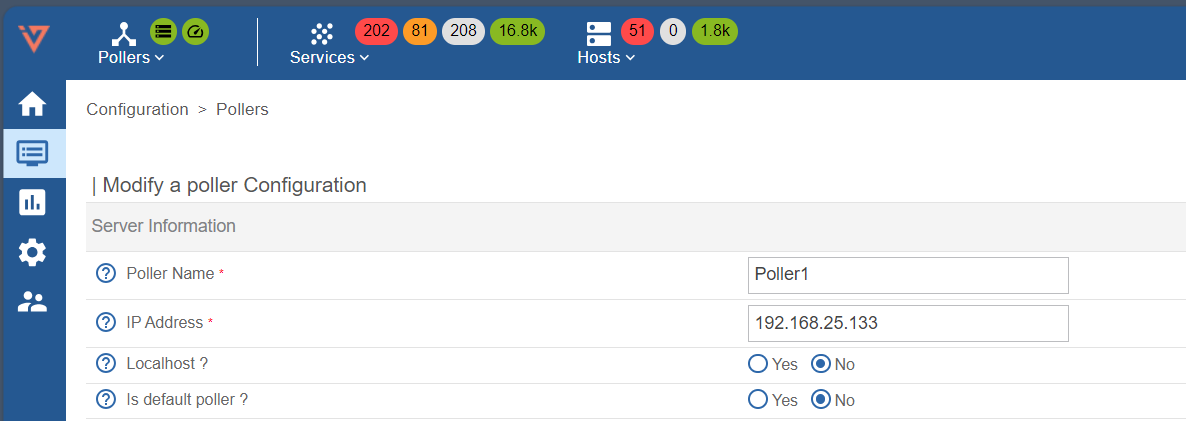 202 81 208 16.8k 51 0 1.8k
Pollers Services Hosts
Configuration > Pollers
| Modify a poller Configuration
Server Information
Poller Name * Poller1
IP Address * 192.168.25.133
Localhost ? Yes No
Is default poller ? Yes No